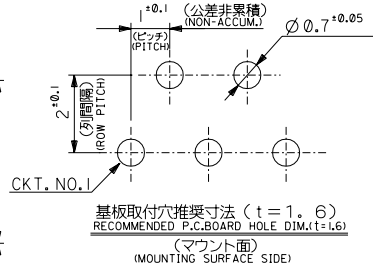 1 ±0.1
(公差非累積)
(NON-ACCUM.)
(ピッチ)
(PITCH)
Ø0.7 ±0.05
2 ±0.1
(列間隔)
(ROW PITCH)
CKT. NO.1
基板取付穴推奨寸法 (t=1. 6)
RECOMMENDED P.C.BOARD HOLE DIM.(t=1.6)
(マウント面)
(MOUNTING SURFACE SIDE)